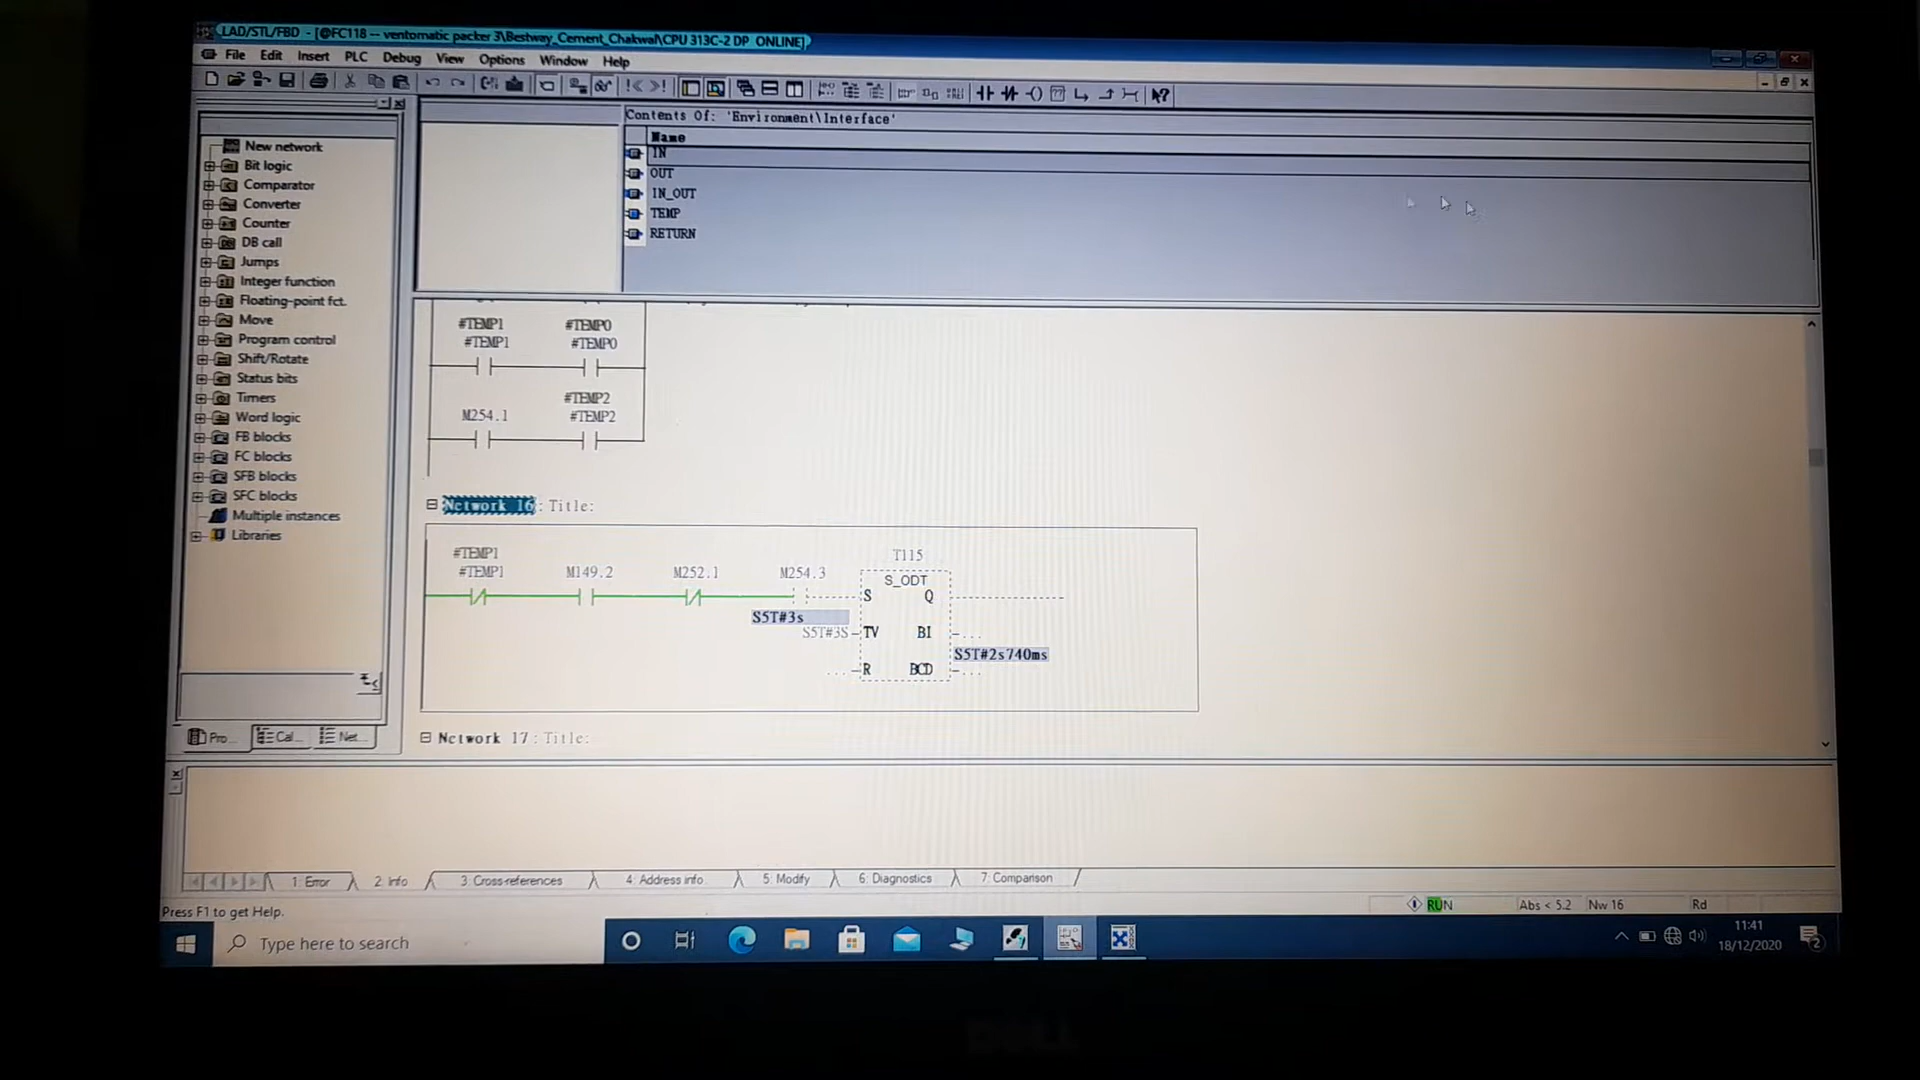 LAD/STL/FBD - [@FC118 -- ventomatic packer 3\Bestway_Cement_Chakwal\CPU 313C-2 DP ONLINE]
File Edit Insert PLC Debug View Options Window Help
Contents Of: 'Environment\Interface'
Name
IN
OUT
IN_OUT
TEMP
RETURN
New network
Bit logic
Comparator
Converter
Counter
DB call
Jumps
Integer function
Floating-point fct.
Move
Program control
Shift/Rotate
Status bits
Timers
Word logic
FB blocks
FC blocks
SFB blocks
SFC blocks
Multiple instances
Libraries
Pro... Cal... Net...
#TEMP1 #TEMP0
#TEMP1 #TEMP0
#TEMP2
M254.1 #TEMP2
Network 16: Title:
#TEMP1 T115
#TEMP1 M149.2 M252.1 M254.3 S_ODT
S Q
S5T#3s
S5T#3S TV BI ...
S5T#2s740ms
... R BCD ...
Network 17: Title:
1: Error 2: Info 3: Cross-references 4: Address info. 5: Modify 6: Diagnostics 7: Comparison
Press F1 to get Help.
RUN Abs < 5.2 Nw 16 Rd
Type here to search
11:41
18/12/2020
2